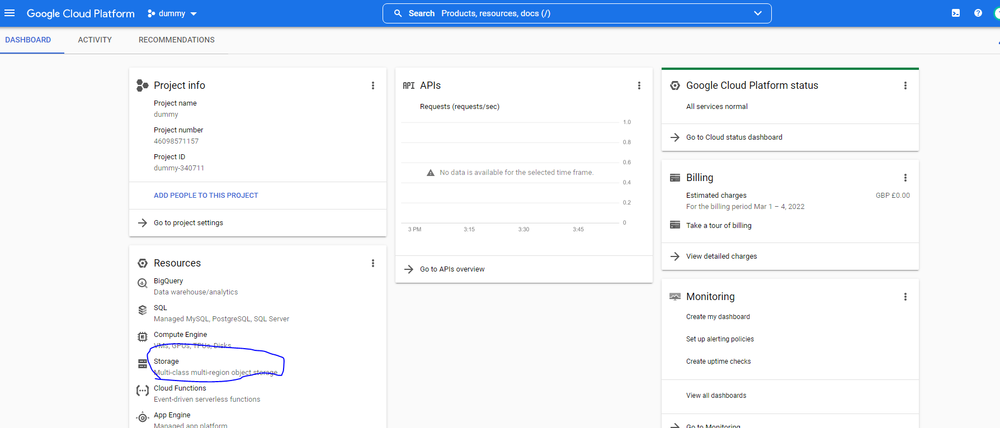 Google Cloud Platform
dummy
Search Products, resources, docs (/)
DASHBOARD
ACTIVITY
RECOMMENDATIONS
Project info
Project name
dummy
Project number
46098571157
Project ID
dummy-340711
ADD PEOPLE TO THIS PROJECT
Go to project settings
Resources
BigQuery
Data warehouse/analytics
SQL
Managed MySQL, PostgreSQL, SQL Server
Compute Engine
VMs, GPUs, TPUs, Disks
Storage
Multi-class multi-region object storage
Cloud Functions
Event-driven serverless functions
App Engine
Managed app platform
API APIs
Requests (requests/sec)
1.0
0.8
0.6
No data is available for the selected time frame.
0.4
0.2
0
3 PM 3:15 3:30 3:45
Go to APIs overview
Google Cloud Platform status
All services normal
Go to Cloud status dashboard
Billing
Estimated charges GBP £0.00
For the billing period Mar 1 – 4, 2022
Take a tour of billing
View detailed charges
Monitoring
Create my dashboard
Set up alerting policies
Create uptime checks
View all dashboards
Go to Monitoring